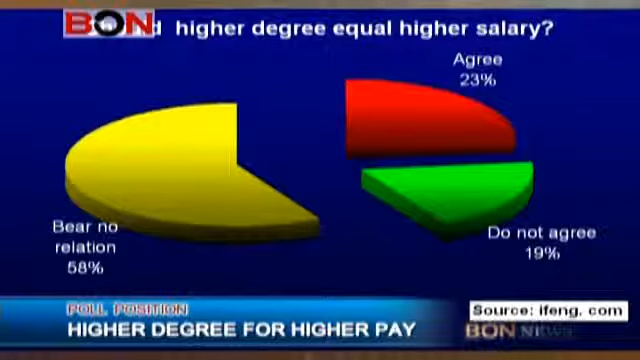 BON
higher degree equal higher salary?
Agree
23%
Bear no
relation
58%
Do not agree
19%
POLL POSITION
HIGHER DEGREE FOR HIGHER PAY
Source: ifeng. com
BON NEWS